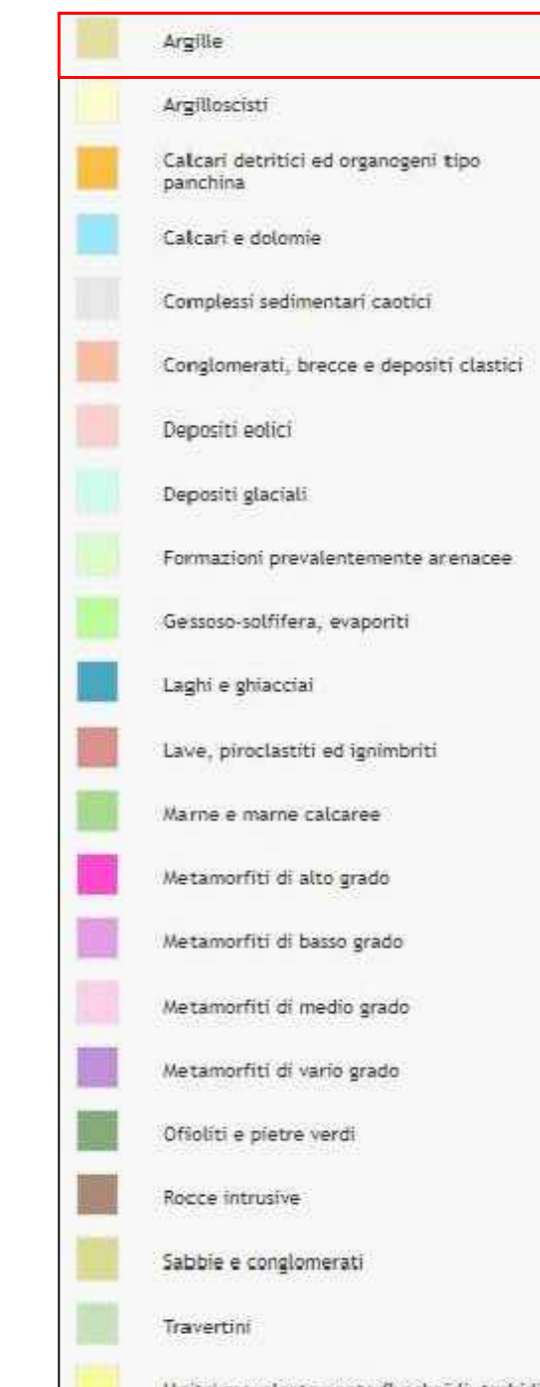 Argille
Argilloscisti
Calcari detritici ed organogeni tipo
panchina
Calcari e dolomie
Complessi sedimentari caotici
Conglomerati, brecce e depositi clastici
Depositi eolici
Depositi glaciali
Formazioni prevalentemente arenacee
Gessoso-solfifera, evaporiti
Laghi e ghiacciai
Lave, piroclastiti ed ignimbriti
Marne e marne calcaree
Metamorfiti di alto grado
Metamorfiti di basso grado
Metamorfiti di medio grado
Metamorfiti di vario grado
Ofioliti e pietre verdi
Rocce intrusive
Sabbie e conglomerati
Travertini